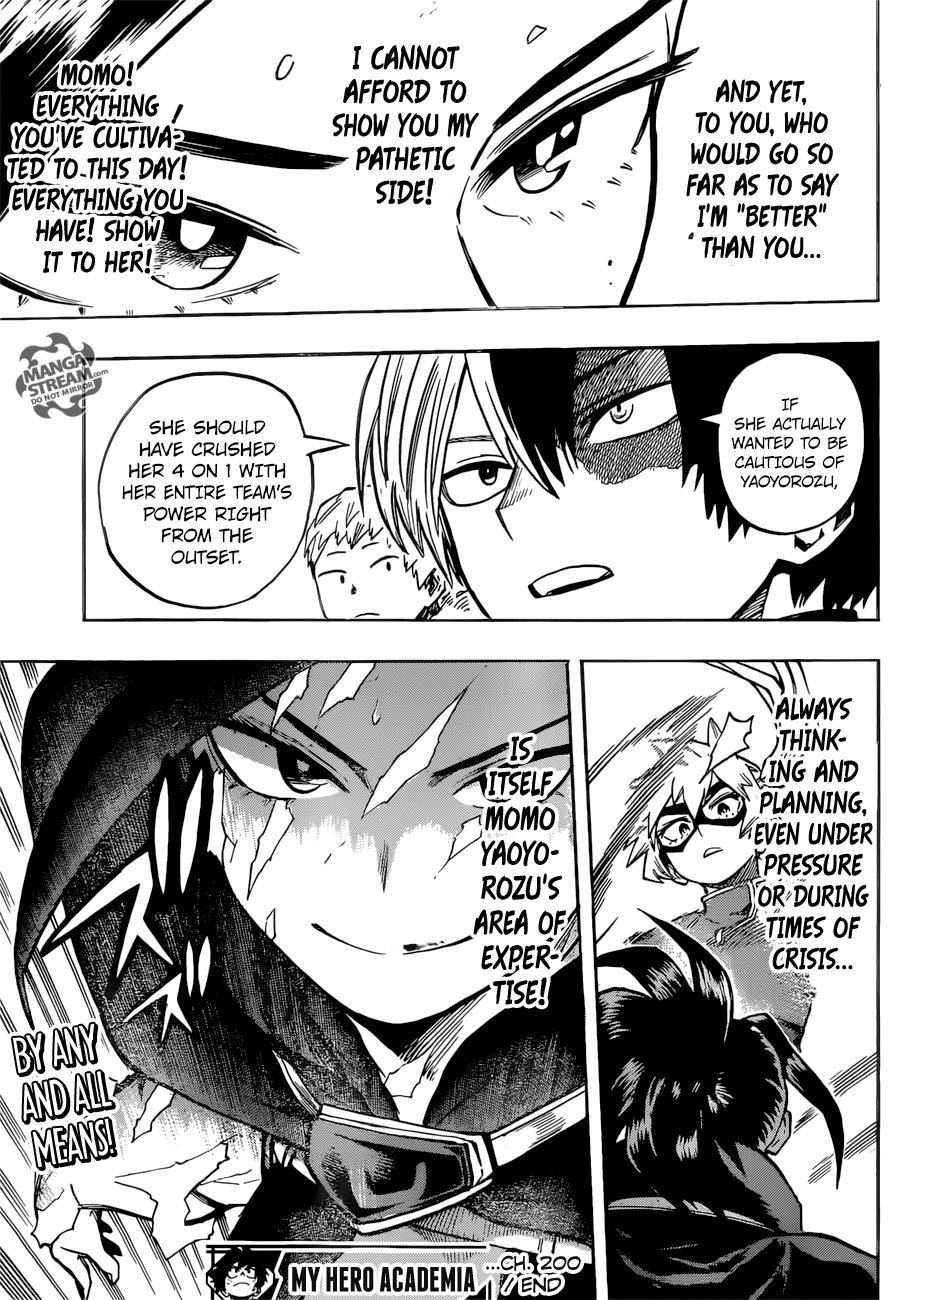 AND YET,
TO YOU, WHO
WOULD GO SO
FAR AS TO SAY
I'M "BETTER"
THAN YOU...
I CANNOT
AFFORD TO
SHOW YOU MY
PATHETIC
SIDE!
MOMO!
EVERYTHING
YOU'VE CULTIVA-
TED TO THIS DAY!
EVERYTHING YOU
HAVE! SHOW
IT TO HER!
IF
SHE ACTUALLY
WANTED TO BE
CAUTIOUS OF
YAOYOROZU,
SHE SHOULD
HAVE CRUSHED
HER 4 ON 1 WITH
HER ENTIRE TEAM'S
POWER RIGHT
FROM THE
OUTSET.
MANGA
STREAM.com
DO NOT MIRROR
ALWAYS
THINK-
ING AND
PLANNING,
EVEN UNDER
PRESSURE
OR DURING
TIMES OF
CRISIS...
IS
ITSELF
MOMO
YAOYO-
ROZU'S
AREA OF
EXPER-
TISE!
BY ANY
AND ALL
MEANS!
MY HERO ACADEMIA
...CH. 200
/ END